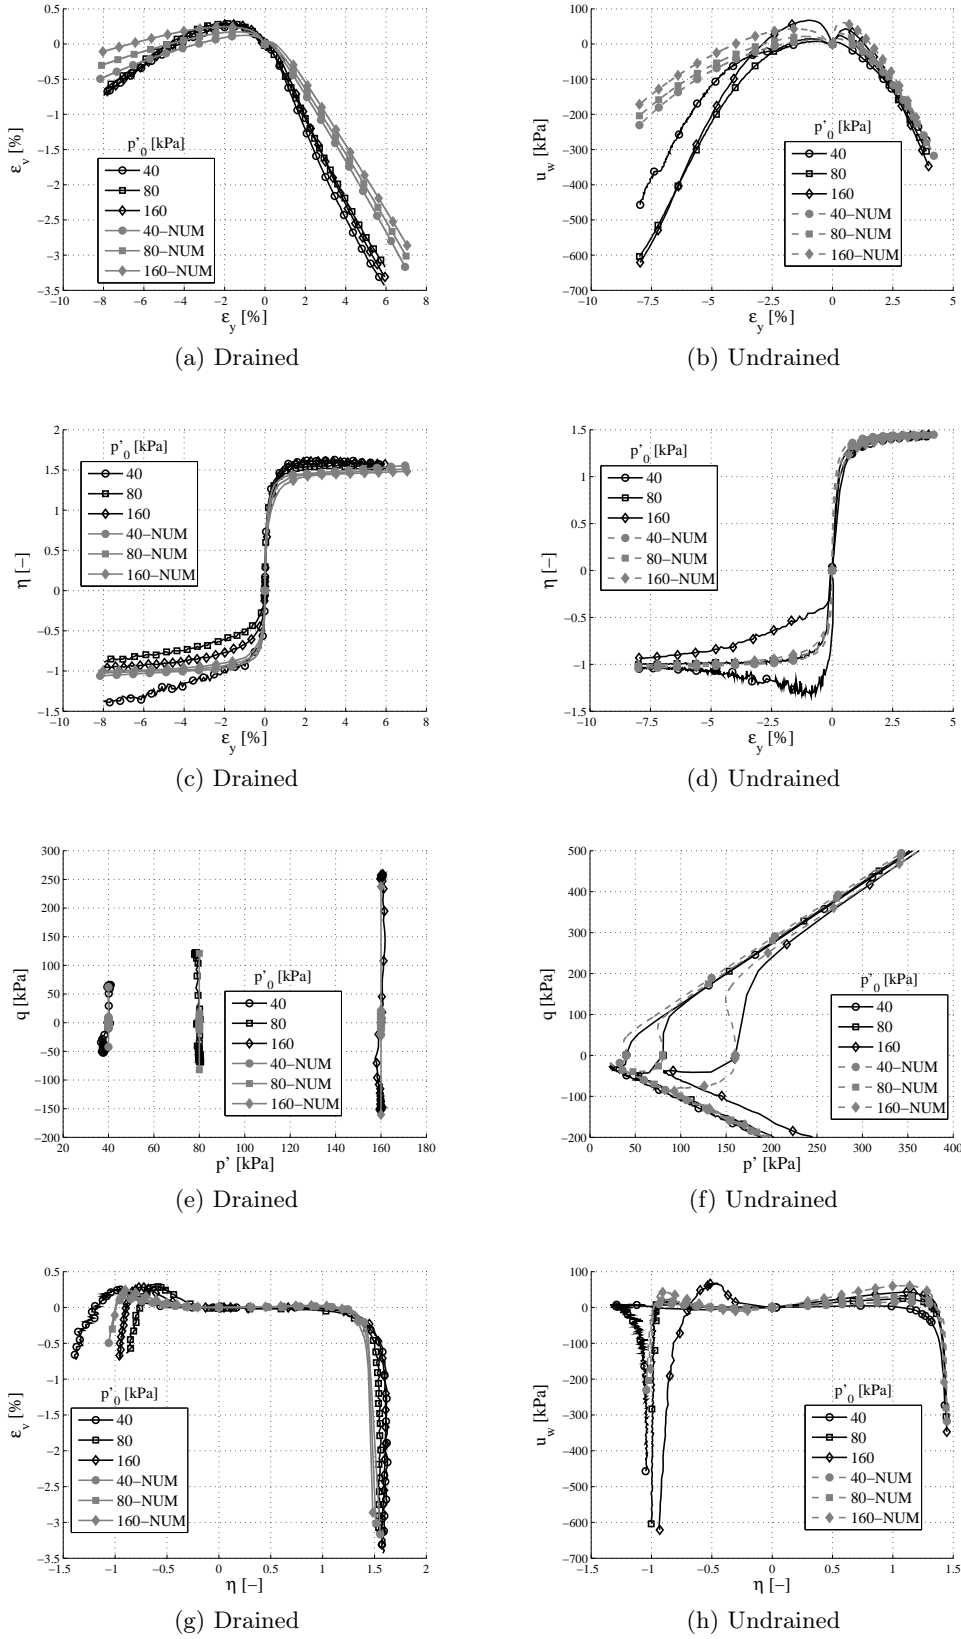 0.5
0
−0.5
−1
−1.5
−2
−2.5
−3
−3.5
ε_v [%]
p'_0 [kPa]
40
80
160
40−NUM
80−NUM
160−NUM
−10 −8 −6 −4 −2 0 2 4 6 8
ε_y [%]
(a) Drained
100
0
−100
−200
−300
−400
−500
−600
−700
u_w [kPa]
p'_0 [kPa]
40
80
160
40−NUM
80−NUM
160−NUM
−10 −7.5 −5 −2.5 0 2.5 5
ε_y [%]
(b) Undrained
2
1.5
1
0.5
0
−0.5
−1
−1.5
η [−]
p'_0 [kPa]
40
80
160
40−NUM
80−NUM
160−NUM
−10 −8 −6 −4 −2 0 2 4 6 8
ε_y [%]
(c) Drained
1.5
1
0.5
0
−0.5
−1
−1.5
η [−]
p'_0 [kPa]
40
80
160
40−NUM
80−NUM
160−NUM
−10 −7.5 −5 −2.5 0 2.5 5
ε_y [%]
(d) Undrained
300
250
200
150
100
50
0
−50
−100
−150
−200
q [kPa]
p'_0 [kPa]
40
80
160
40−NUM
80−NUM
160−NUM
20 40 60 80 100 120 140 160 180
p' [kPa]
(e) Drained
500
400
300
200
100
0
−100
−200
q [kPa]
p'_0 [kPa]
40
80
160
40−NUM
80−NUM
160−NUM
0 50 100 150 200 250 300 350 400
p' [kPa]
(f) Undrained
0.5
0
−0.5
−1
−1.5
−2
−2.5
−3
−3.5
ε_v [%]
p'_0 [kPa]
40
80
160
40−NUM
80−NUM
160−NUM
−1.5 −1 −0.5 0 0.5 1 1.5 2
η [−]
(g) Drained
100
0
−100
−200
−300
−400
−500
−600
−700
u_w [kPa]
p'_0 [kPa]
40
80
160
40−NUM
80−NUM
160−NUM
−1.5 −1 −0.5 0 0.5 1 1.5
η [−]
(h) Undrained